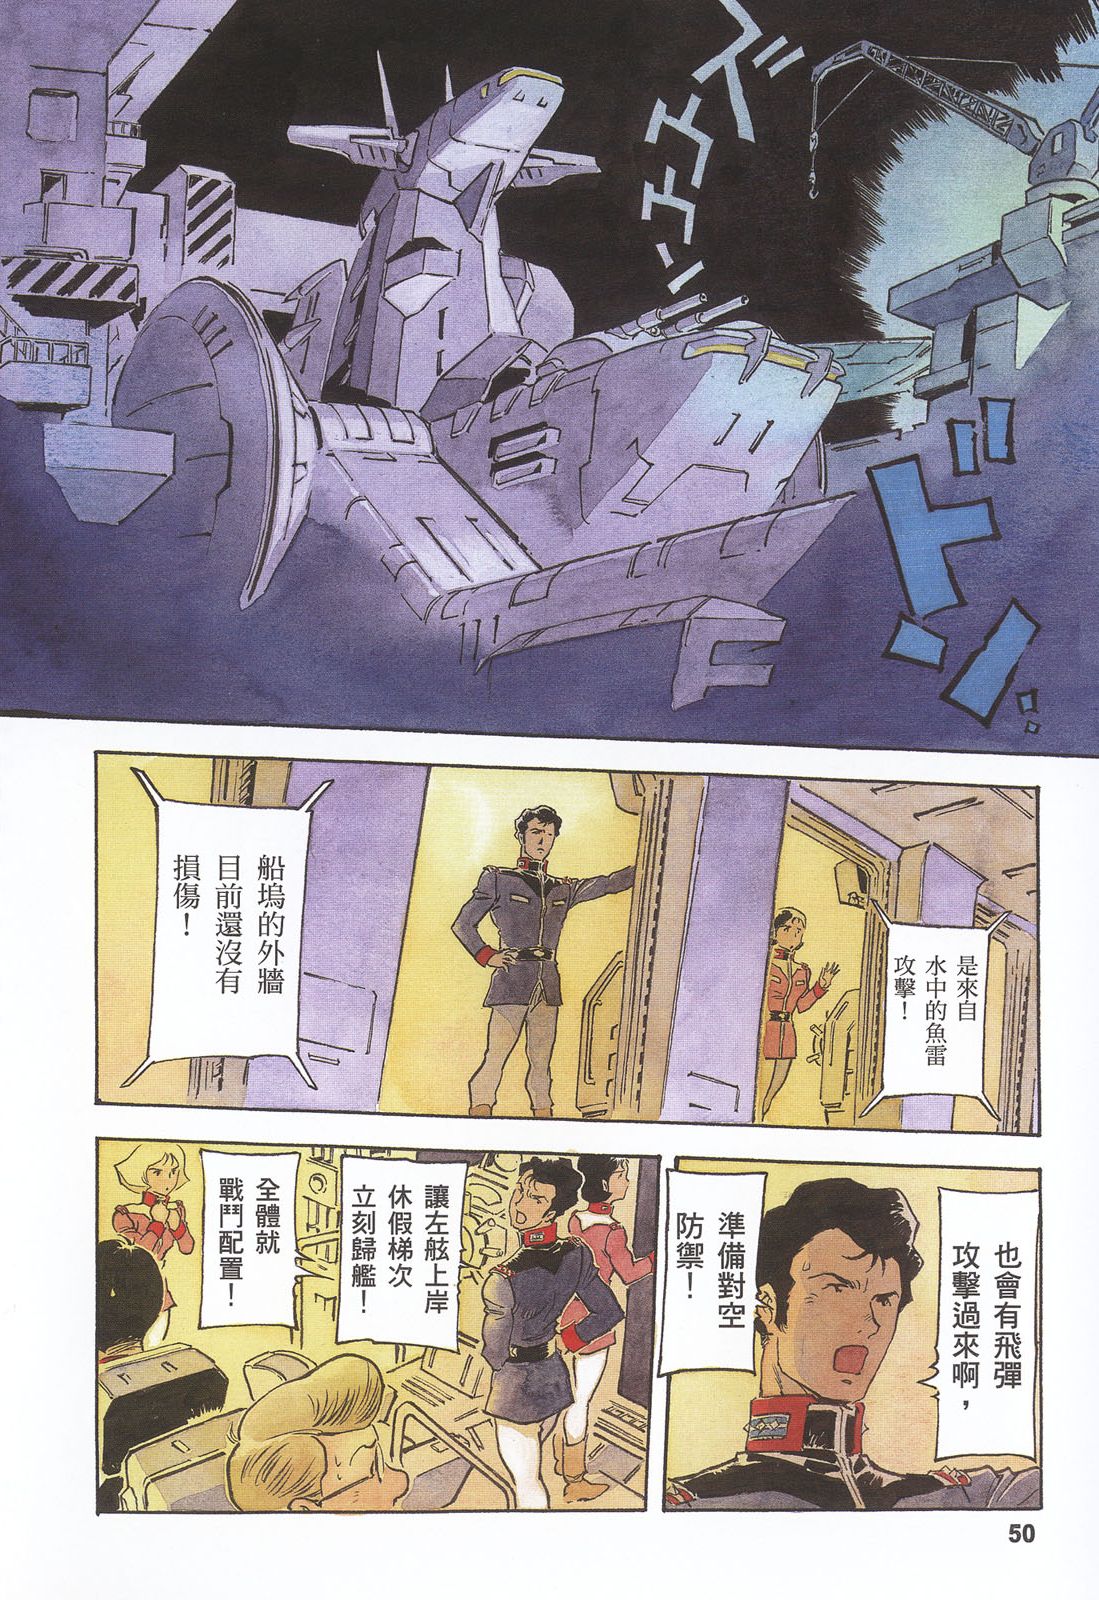 ズズズーン
ドドン
是來自
水中的魚雷
攻擊！
船塢的外牆
目前還沒有
損傷！
也會有飛彈
攻擊過來啊，
準備對空
防禦！
讓左舷上岸
休假梯次
立刻歸艦！
全體就
戰鬥配置！
50